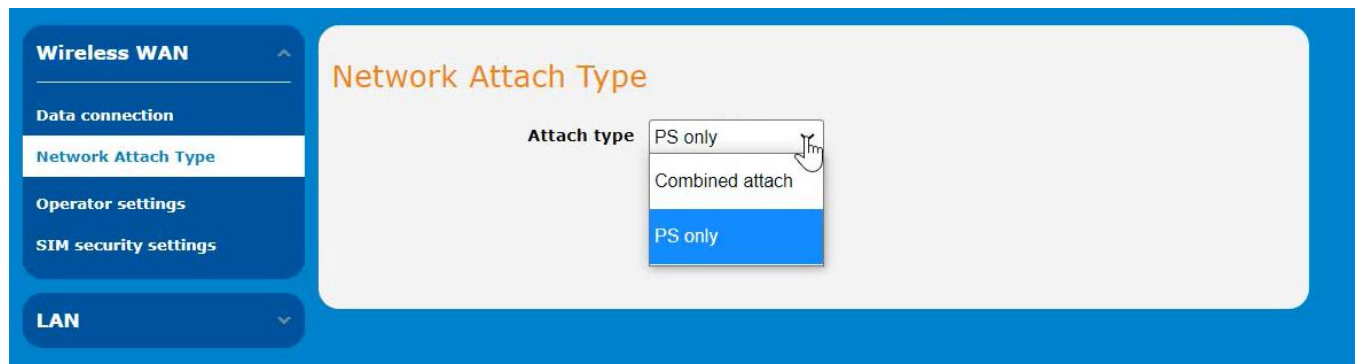 Wireless WAN
Data connection
Network Attach Type
Operator settings
SIM security settings
LAN
Network Attach Type
Attach type PS only
Combined attach
PS only